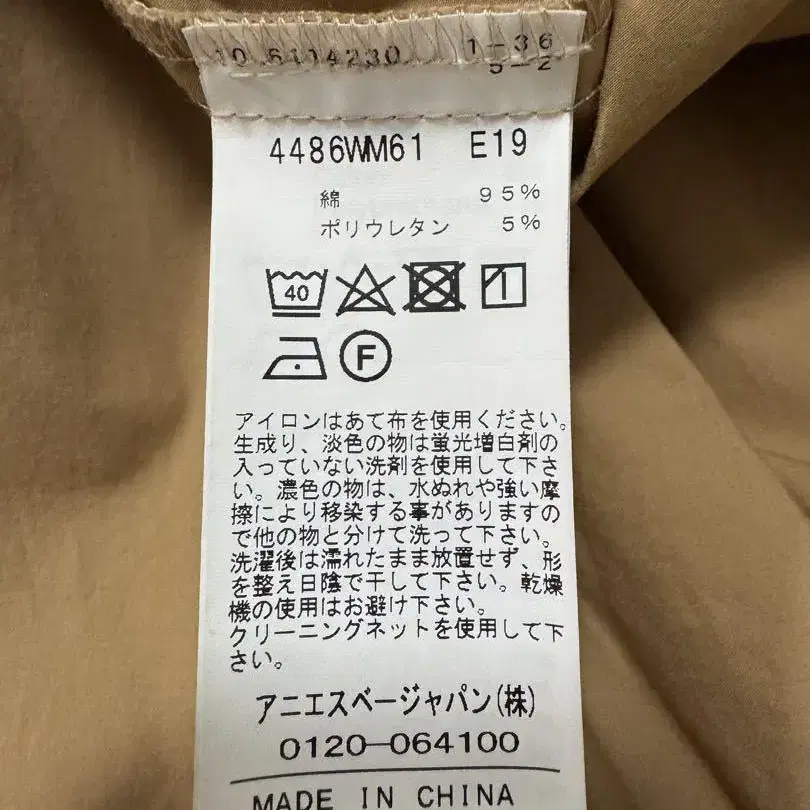 10 6114230 1-36
5-2
4486WM61 E19
綿 95%
ポリウレタン 5%
40
F
アイロンはあて布を使用ください。
生成り、淡色の物は蛍光増白剤の
入っていない洗剤を使用して下さ
い。濃色の物は、水ぬれや強い摩
擦により移染する事がありますの
で他の物と分けて洗って下さい。
洗濯後は濡れたまま放置せず、形
を整え日陰で干して下さい。乾燥
機の使用はお避け下さい。
クリーニングネットを使用して下
さい。
アニエスベージャパン(株)
0120-064100
MADE IN CHINA